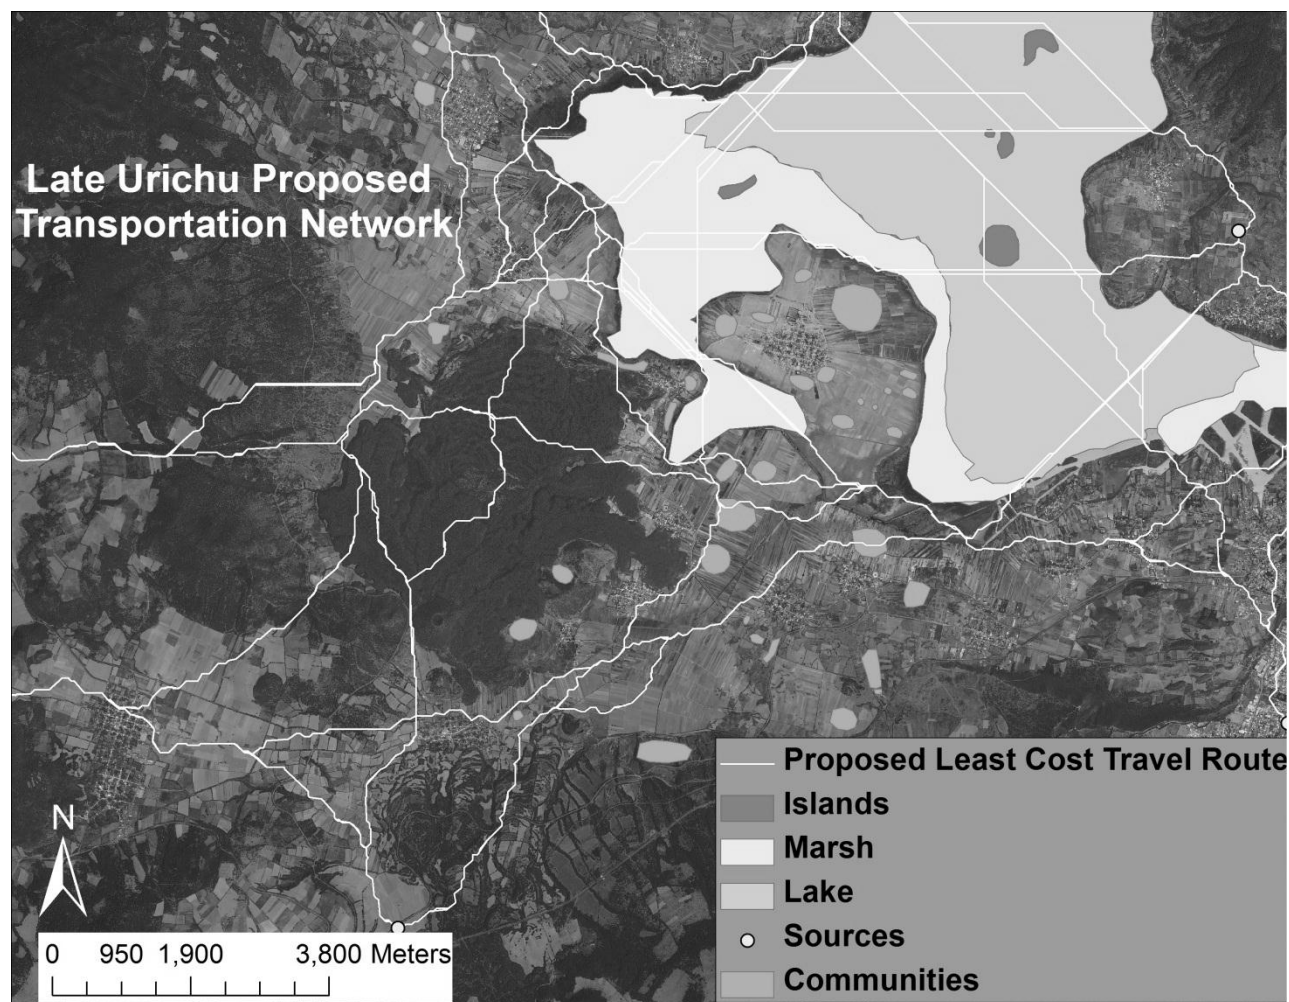 Late Urichu Proposed
Transportation Network
Proposed Least Cost Travel Route
Islands
Marsh
Lake
Sources
Communities
N
0 950 1,900 3,800 Meters